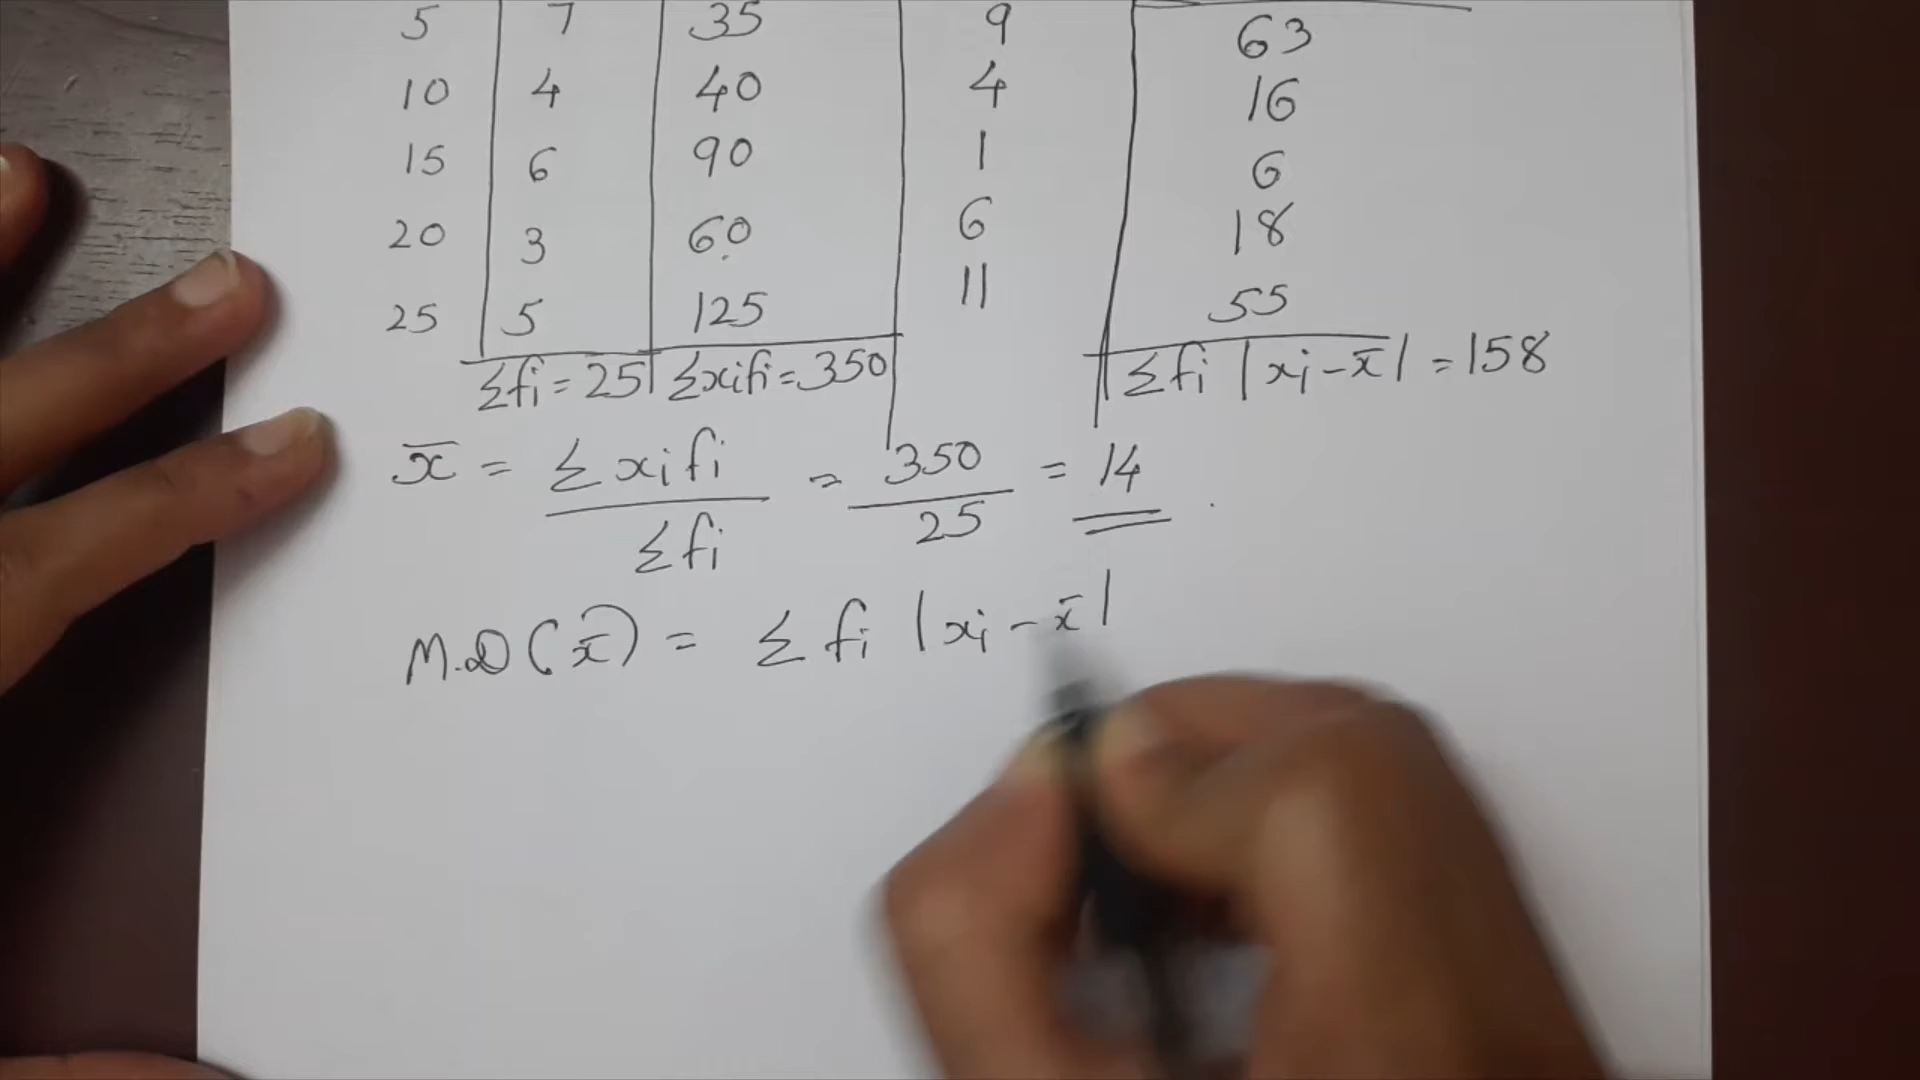 5 7 35 9 63
10 4 40 4 16
15 6 90 1 6
20 3 60 6 18
25 5 125 11 55
Σfi = 25 Σxifi = 350 Σfi |xi - x̄| = 158
x̄ = Σxifi / Σfi = 350 / 25 = 14
M.D(x̄) = Σ fi |xi - x̄|